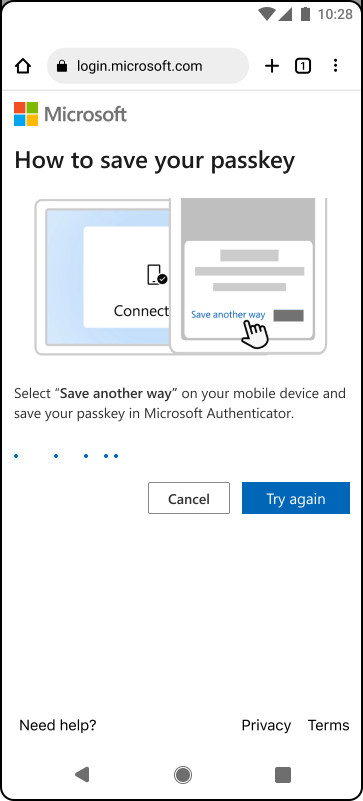 10:28
login.microsoft.com
1
Microsoft
How to save your passkey
Connect
Save another way
Select “Save another way” on your mobile device and
save your passkey in Microsoft Authenticator.
Cancel
Try again
Need help?
Privacy
Terms